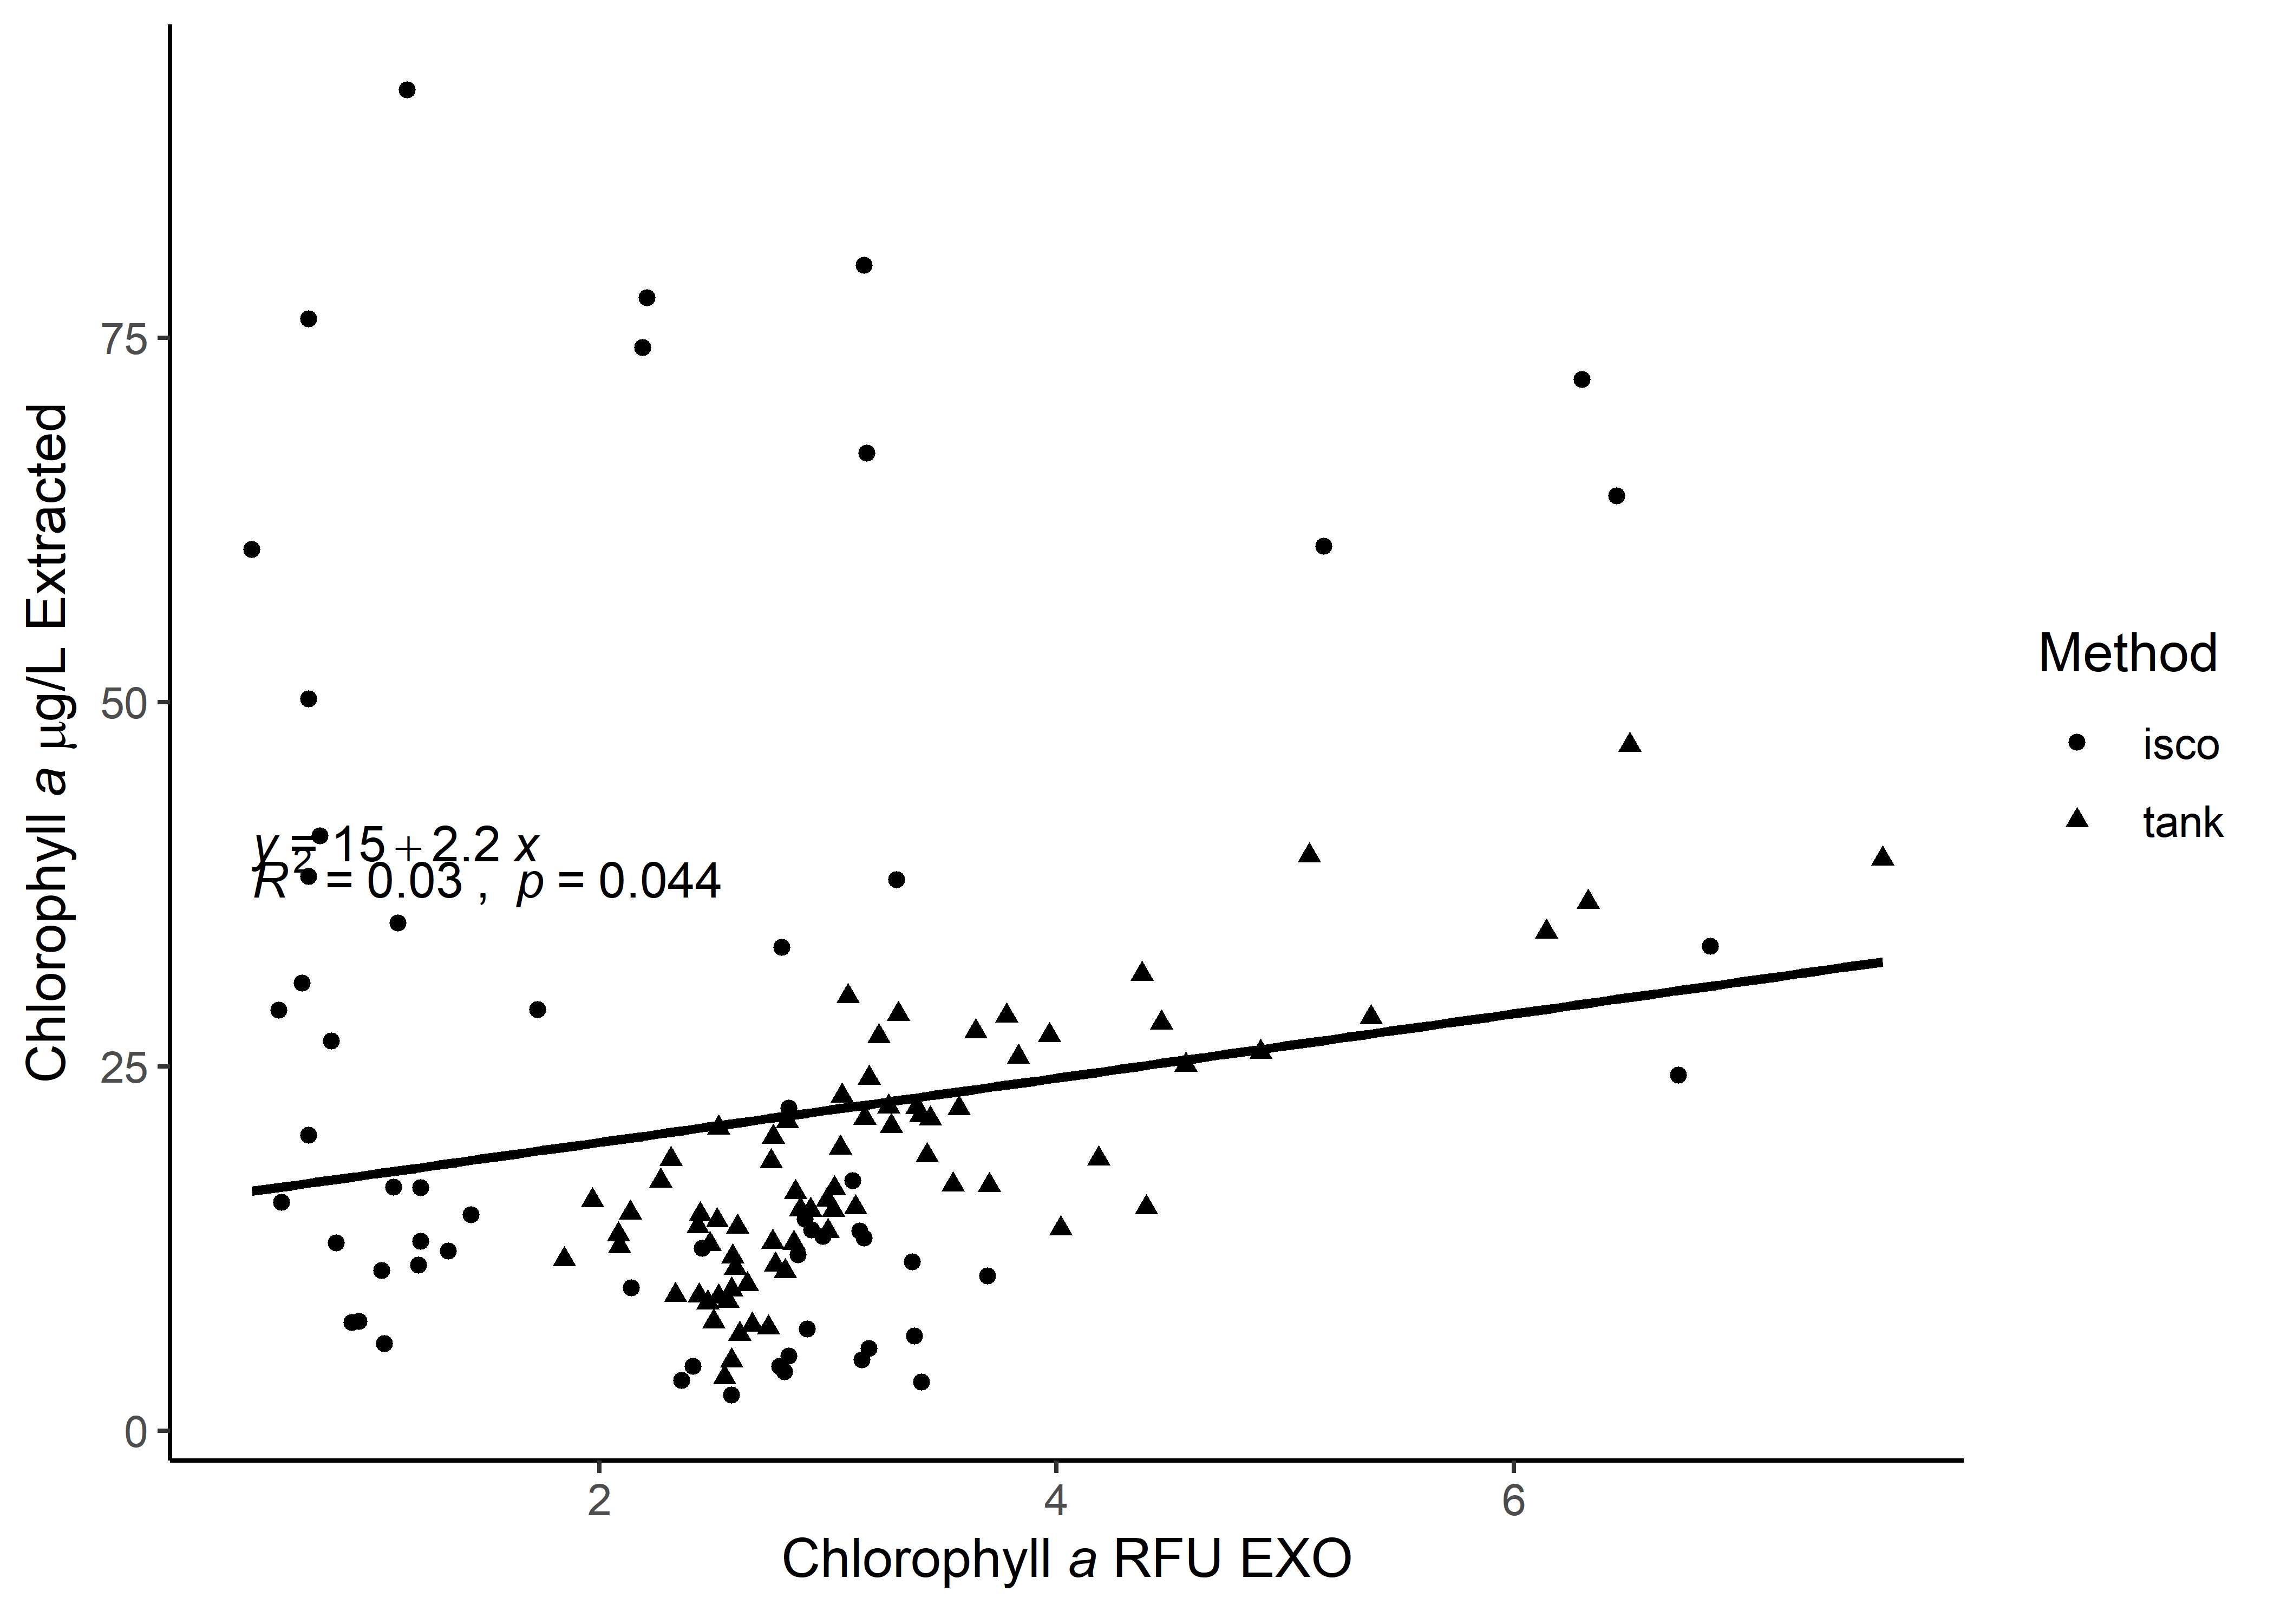 Chlorophyll a µg/L Extracted
75
50
25
0
y = 15 + 2.2 x
R² = 0.03 , p = 0.044
2
4
6
Chlorophyll a RFU EXO
Method
isco
tank